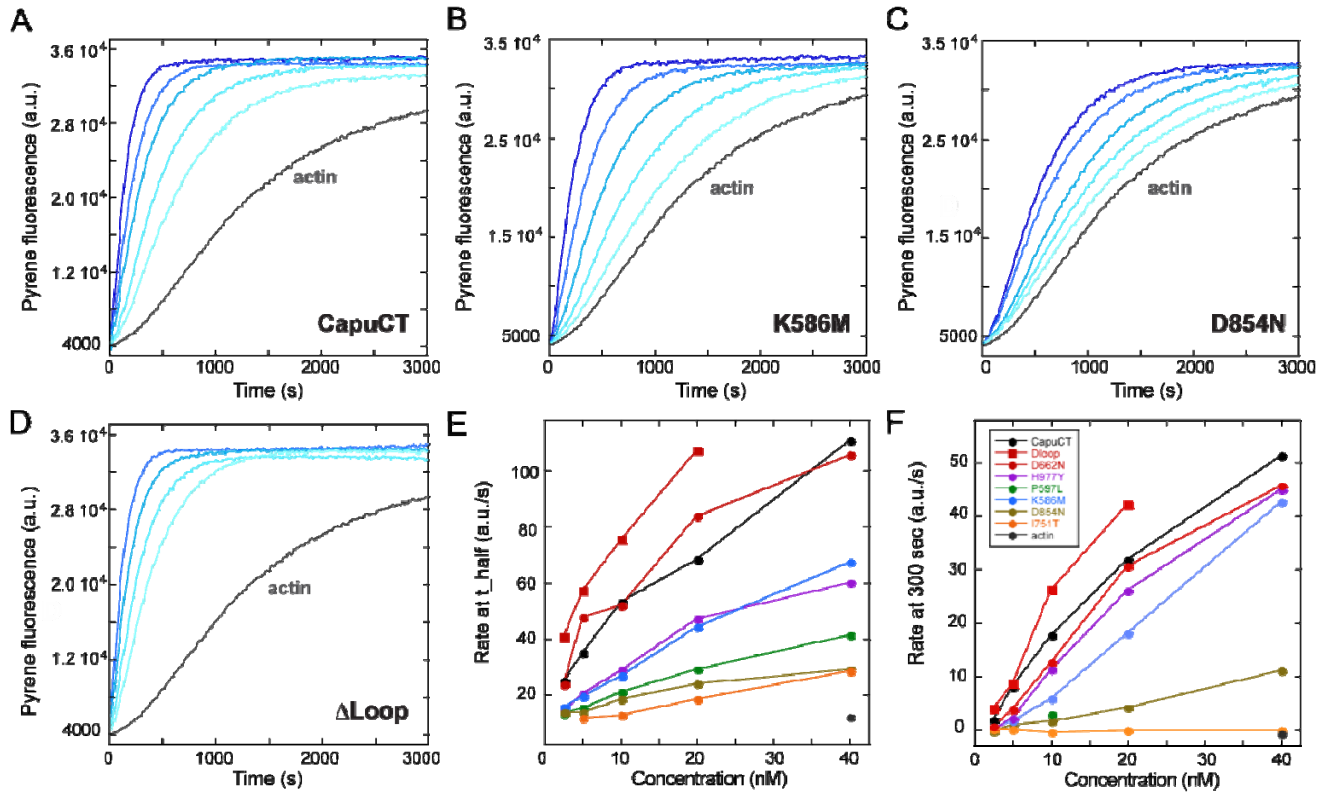 A
Pyrene fluorescence (a.u.)
3.6 10⁴
2.8 10⁴
2.0 10⁴
1.2 10⁴
4000
actin
CapuCT
0 1000 2000 3000
Time (s)
B
Pyrene fluorescence (a.u.)
3.5 10⁴
2.5 10⁴
1.5 10⁴
5000
actin
K586M
0 1000 2000 3000
Time (s)
C
Pyrene fluorescence (a.u.)
3.5 10⁴
2.5 10⁴
1.5 10⁴
5000
actin
D854N
0 1000 2000 3000
Time (s)
D
Pyrene fluorescence (a.u.)
3.6 10⁴
2.8 10⁴
2.0 10⁴
1.2 10⁴
4000
actin
ΔLoop
0 1000 2000 3000
Time (s)
E
Rate at t_half (a.u./s)
100
80
60
40
20
0 10 20 30 40
Concentration (nM)
F
Rate at 300 sec (a.u./s)
50
40
30
20
10
0
CapuCT
Dloop
D662N
H977Y
P597L
K586M
D854N
I751T
actin
0 10 20 30 40
Concentration (nM)